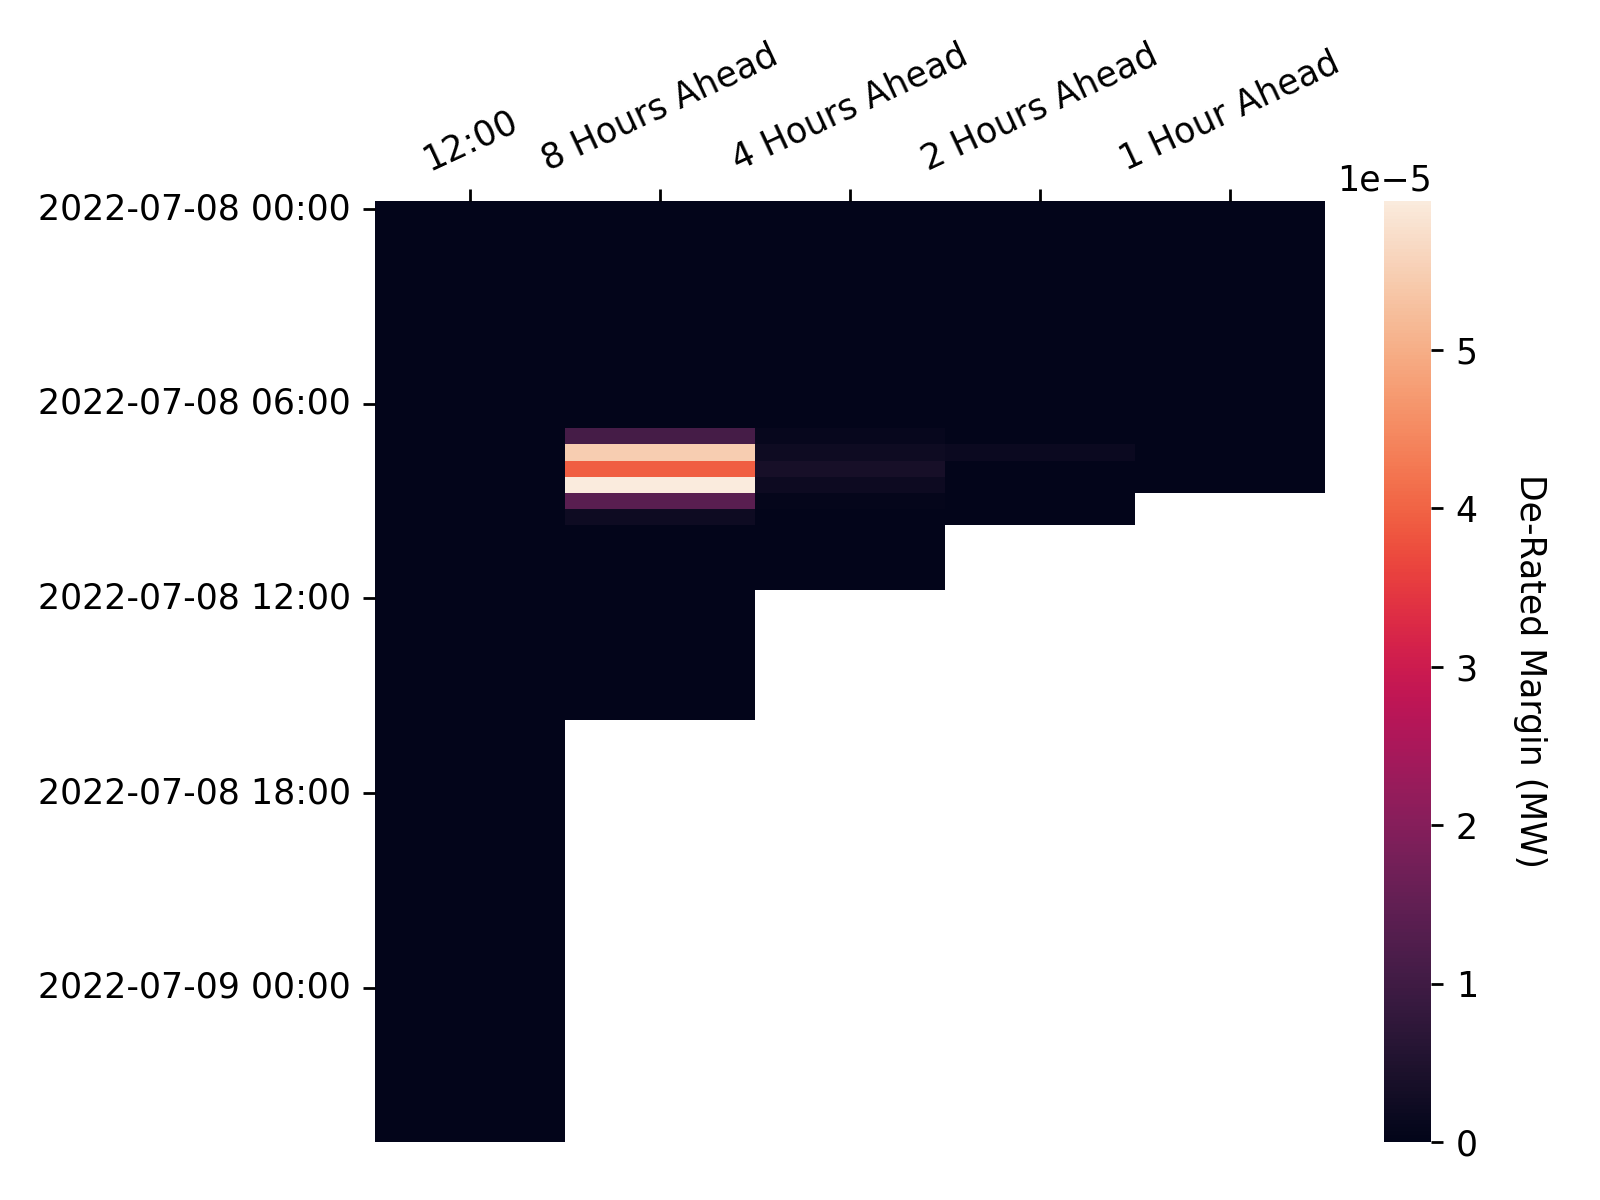 12:00
8 Hours Ahead
4 Hours Ahead
2 Hours Ahead
1 Hour Ahead
1e−5
2022-07-08 00:00
2022-07-08 06:00
2022-07-08 12:00
2022-07-08 18:00
2022-07-09 00:00
5
4
3
2
1
0
De-Rated Margin (MW)